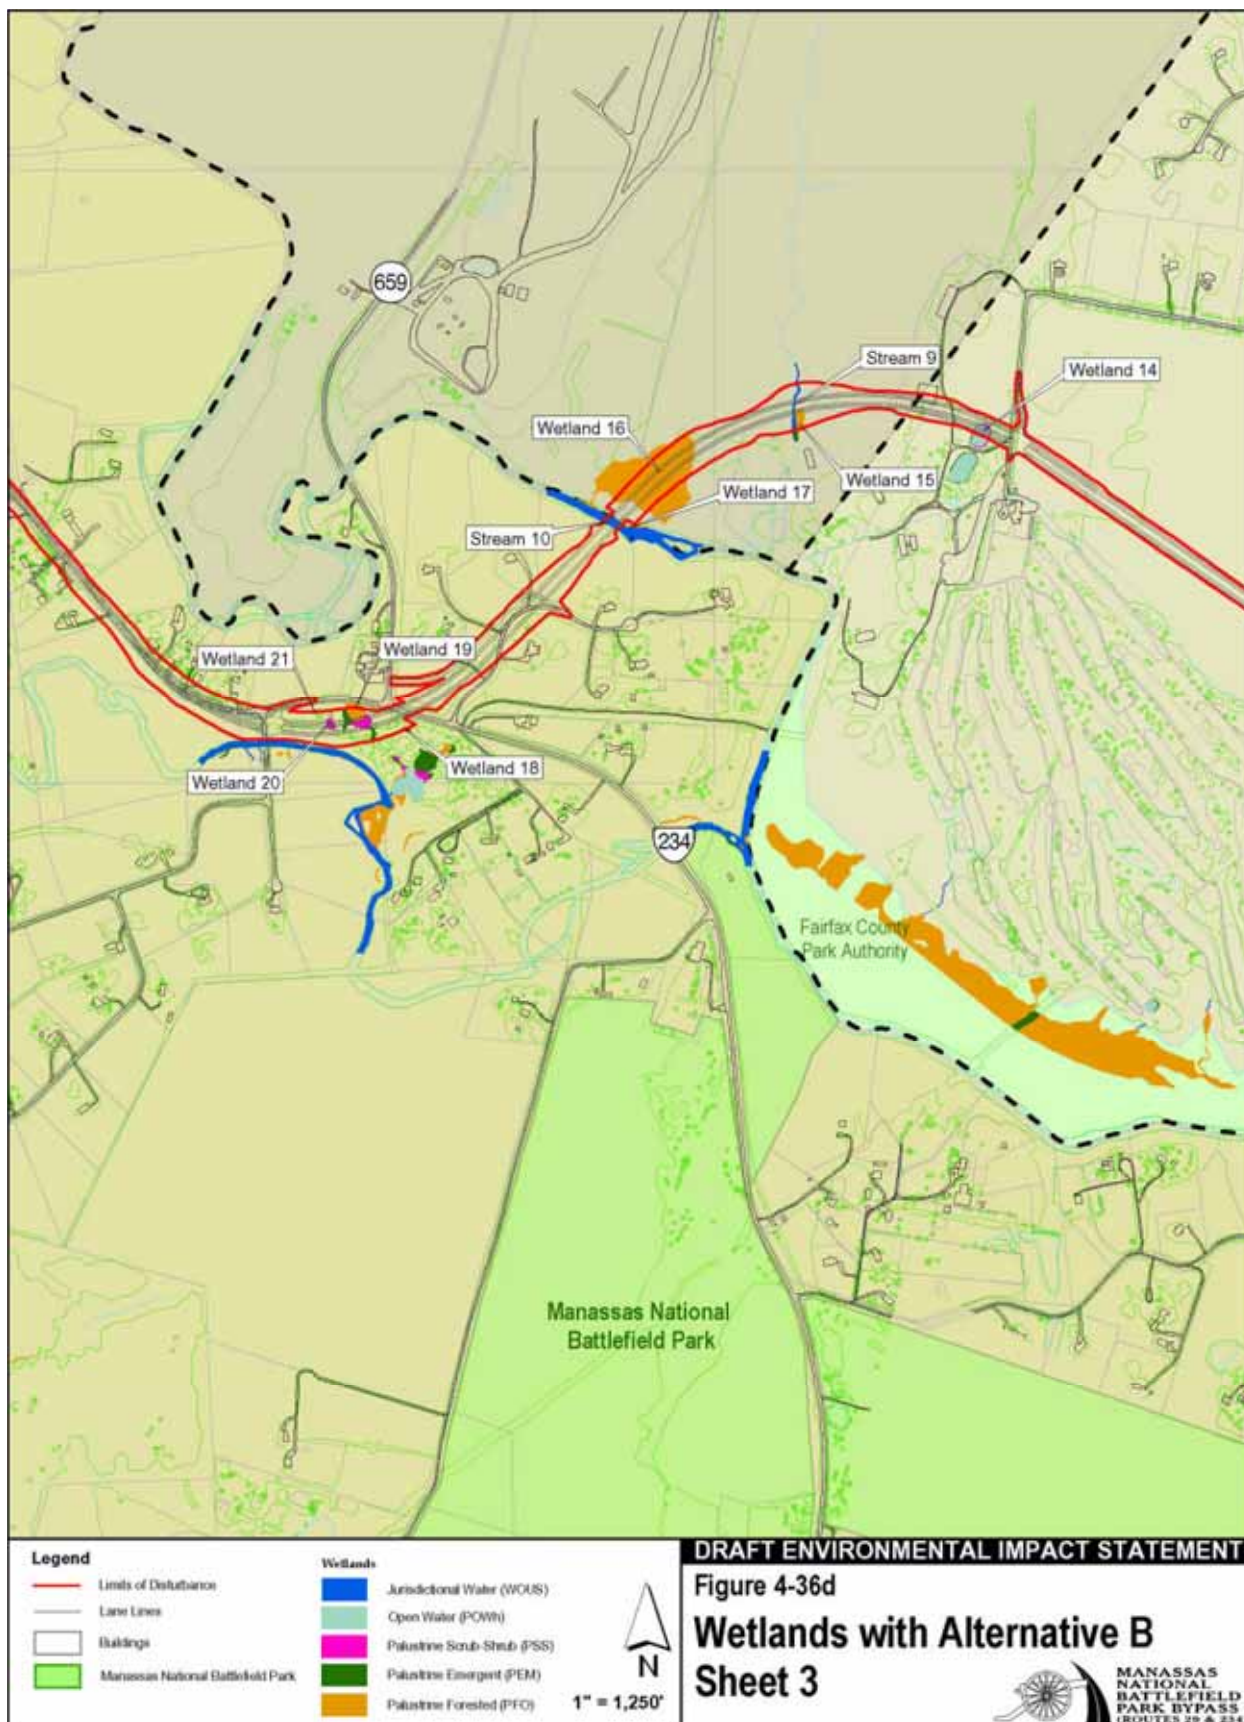 659
Stream 9
Wetland 14
Wetland 16
Wetland 15
Wetland 17
Stream 10
Wetland 19
Wetland 21
Wetland 18
Wetland 20
234
Fairfax County
Park Authority
Manassas National
Battlefield Park
Legend
Limits of Disturbance
Lane Lines
Buildings
Manassas National Battlefield Park
Wetlands
Jurisdictional Water (WOUS)
Open Water (POWh)
Palustrine Scrub-Shrub (PSS)
Palustrine Emergent (PEM)
Palustrine Forested (PFO)
N
1" = 1,250'
DRAFT ENVIRONMENTAL IMPACT STATEMENT
Figure 4-36d
Wetlands with Alternative B
Sheet 3
MANASSAS
NATIONAL
BATTLEFIELD
PARK BYPASS
(ROUTES 29 & 234)